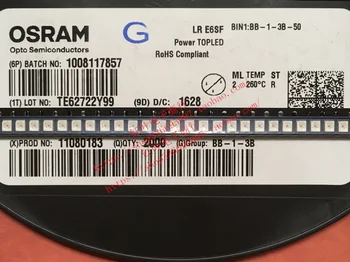 OSRAM
Opto Semiconductors
G
LR E6SF
Power TOPLED
RoHS Compliant
BIN1:BB-1-3B-50
(6P) BATCH NO: 1008117857
ML TEMP ST
2 260°C R
(1T) LOT NO: TE62722Y99
(9D) D/C: 1628
(X)PROD NO: 11080183
(Q)QTY: 2000
Group: BB-1-3B